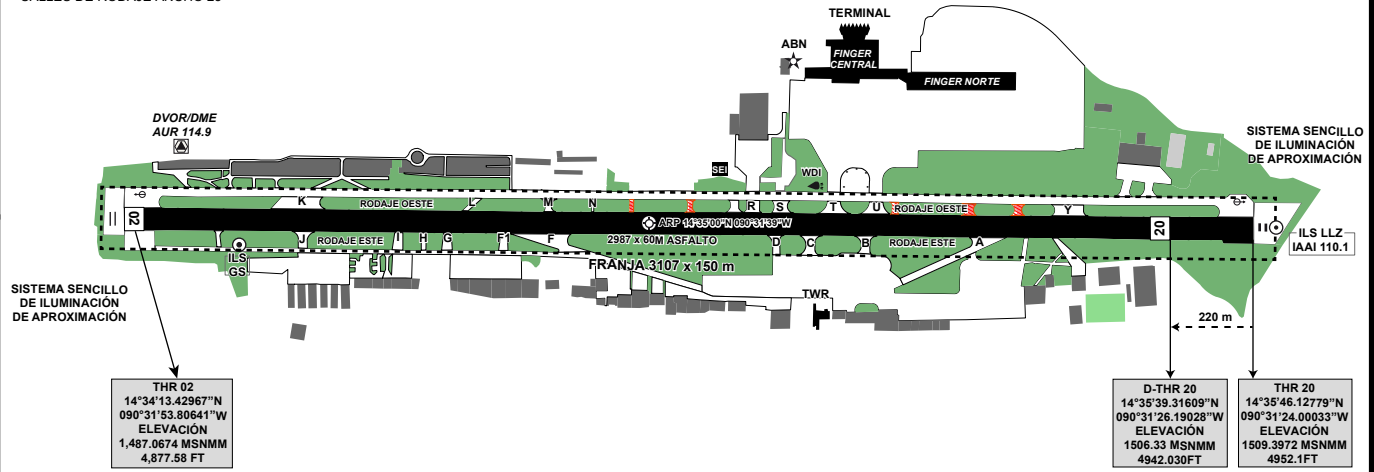 TERMINAL
ABN
FINGER
CENTRAL
FINGER NORTE
DVOR/DME
AUR 114.9
SISTEMA SENCILLO
DE ILUMINACIÓN
DE APROXIMACIÓN
SEI
WDI
K
RODAJE OESTE
L
M
N
R
S
T
U
RODAJE OESTE
Y
20
ARP 14°35'00"N 090°31'39"W
20
ILS LLZ
IAAI 110.1
2987 x 60M ASFALTO
J
RODAJE ESTE
I
H
G
F1
F
D
C
B
RODAJE ESTE
A
ILS
GS
FRANJA 3107 x 150 m
SISTEMA SENCILLO
DE ILUMINACIÓN
DE APROXIMACIÓN
TWR
220 m
THR 02
14°34'13.42967"N
090°31'53.80641"W
ELEVACIÓN
1,487.0674 MSNMM
4,877.58 FT
D-THR 20
14°35'39.31609"N
090°31'26.19028"W
ELEVACIÓN
1506.33 MSNMM
4942.030FT
THR 20
14°35'46.12779"N
090°31'24.00033"W
ELEVACIÓN
1509.3972 MSNMM
4952.1FT